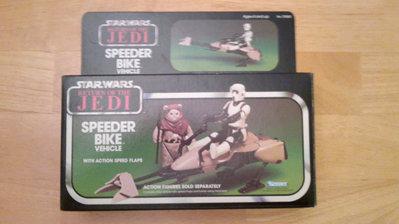 STAR WARS
RETURN OF THE
JEDI
SPEEDER
BIKE
VEHICLE
STAR WARS
RETURN OF THE
JEDI
SPEEDER
BIKE
VEHICLE
WITH ACTION SPEED FLAPS
ACTION FIGURES SOLD SEPARATELY
Kenner